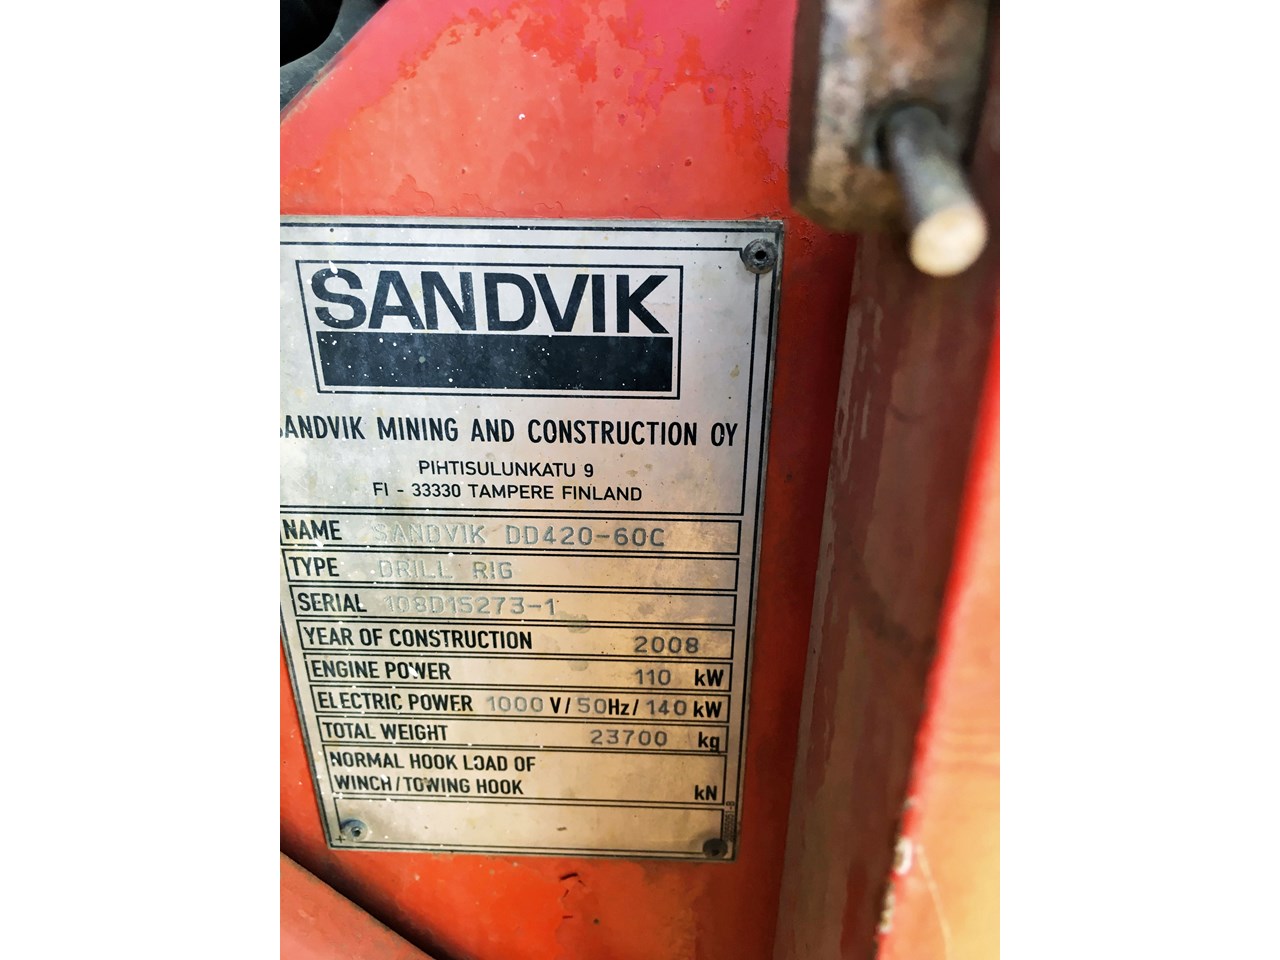 SANDVIK
SANDVIK MINING AND CONSTRUCTION OY
PIHTISULUNKATU 9
FI - 33330 TAMPERE FINLAND
NAME SANDVIK DD420-60C
TYPE DRILL RIG
SERIAL 108D15273-1
YEAR OF CONSTRUCTION 2008
ENGINE POWER 110 kW
ELECTRIC POWER 1000 V/50Hz/140 kW
TOTAL WEIGHT 23700 kg
NORMAL HOOK LOAD OF
WINCH/TOWING HOOK kN